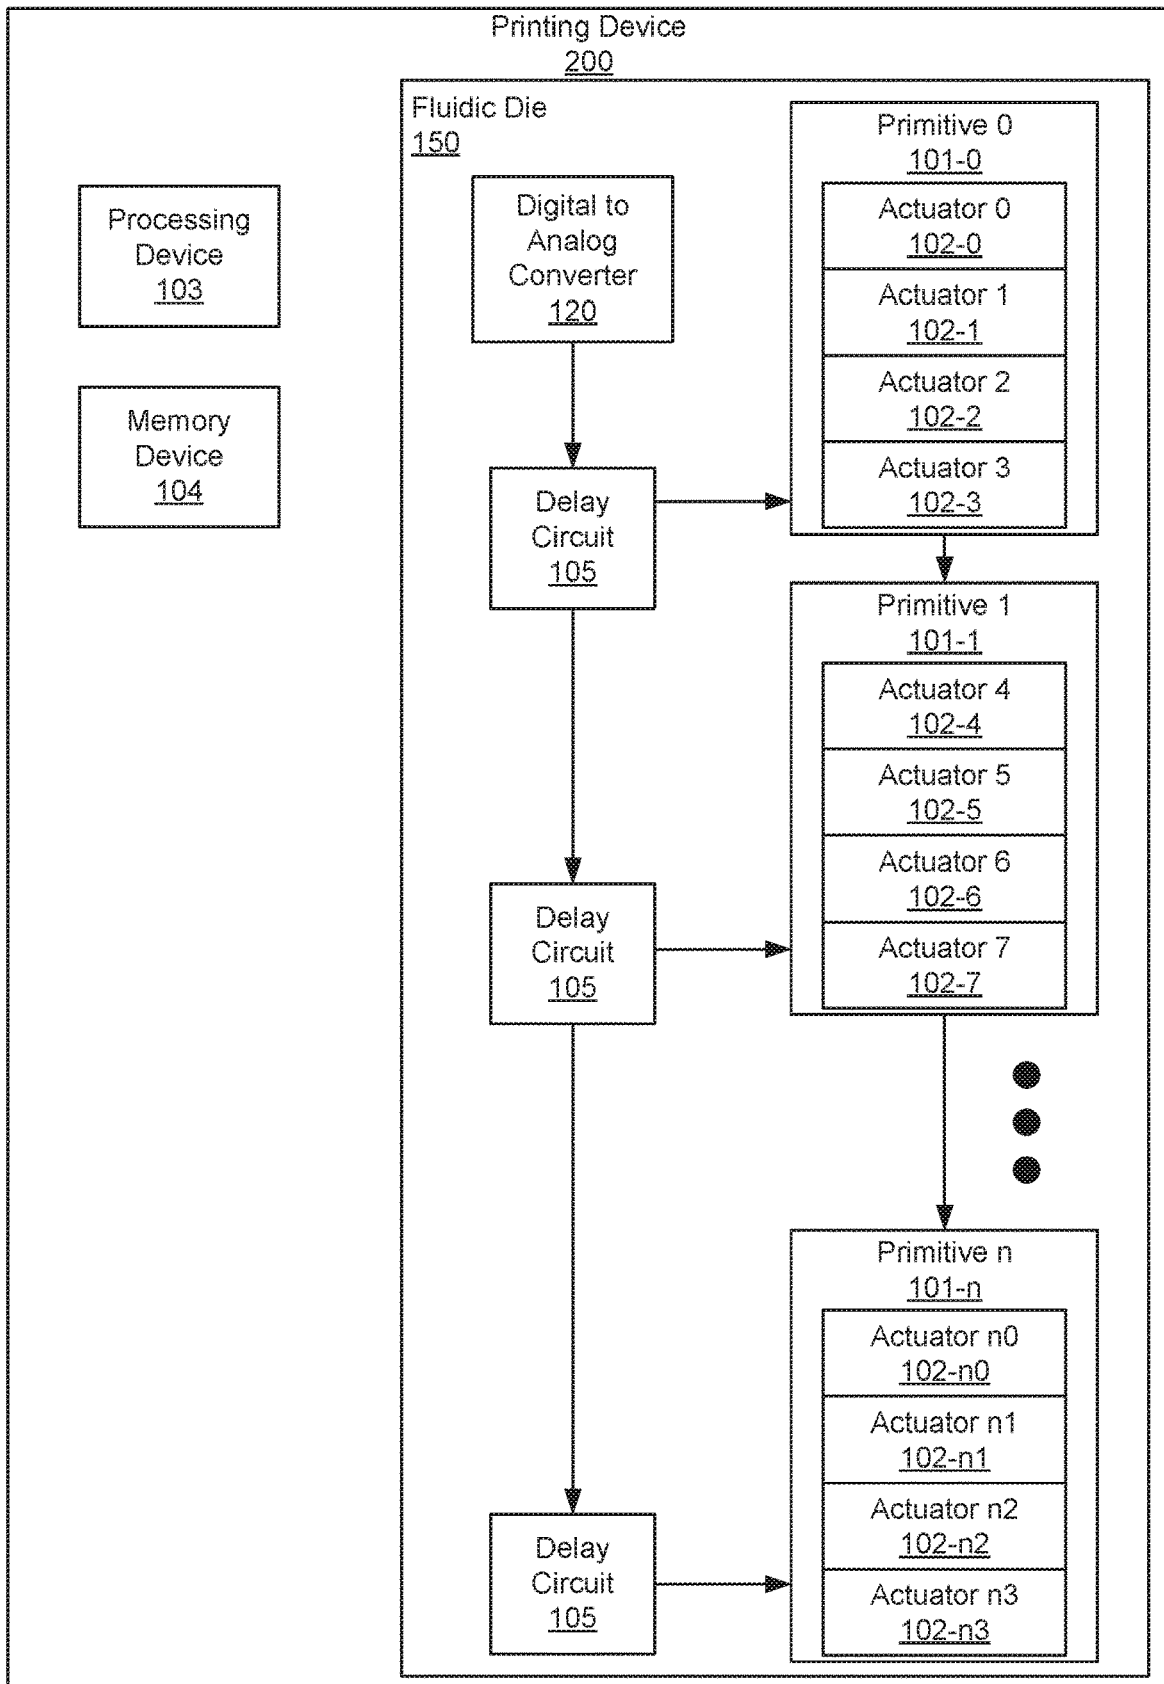 Printing Device
200
Fluidic Die
150
Processing
Device
103
Memory
Device
104
Digital to
Analog
Converter
120
Delay
Circuit
105
Delay
Circuit
105
Delay
Circuit
105
Primitive 0
101-0
Actuator 0
102-0
Actuator 1
102-1
Actuator 2
102-2
Actuator 3
102-3
Primitive 1
101-1
Actuator 4
102-4
Actuator 5
102-5
Actuator 6
102-6
Actuator 7
102-7
Primitive n
101-n
Actuator n0
102-n0
Actuator n1
102-n1
Actuator n2
102-n2
Actuator n3
102-n3